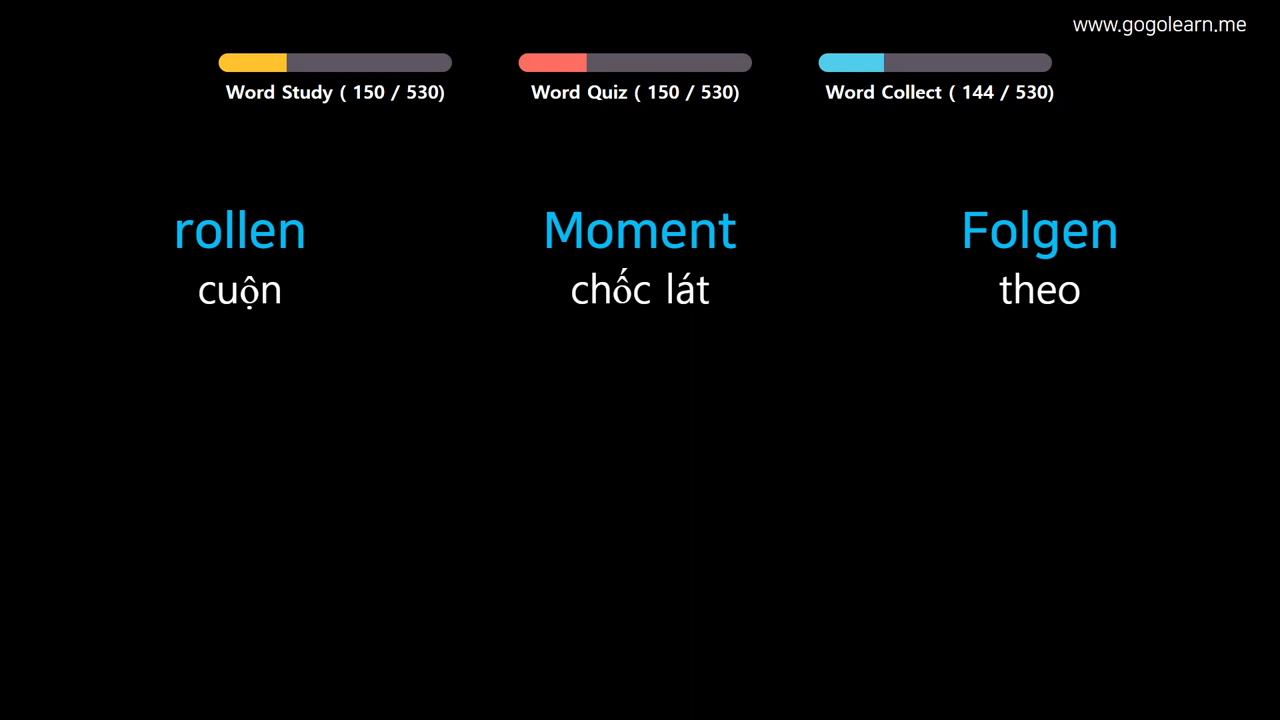 www.gogolearn.me
Word Study ( 150 / 530)
Word Quiz ( 150 / 530)
Word Collect ( 144 / 530)
rollen
cuộn
Moment
chốc lát
Folgen
theo